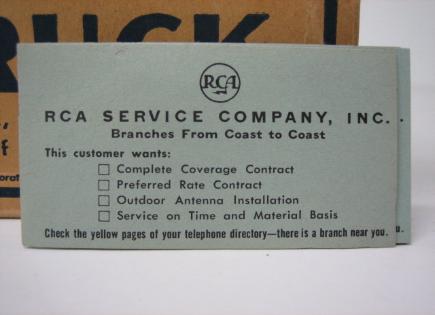 RUCK
RCA
RCA SERVICE COMPANY, INC.
Branches From Coast to Coast
This customer wants:
Complete Coverage Contract
Preferred Rate Contract
Outdoor Antenna Installation
Service on Time and Material Basis
Check the yellow pages of your telephone directory—there is a branch near you.